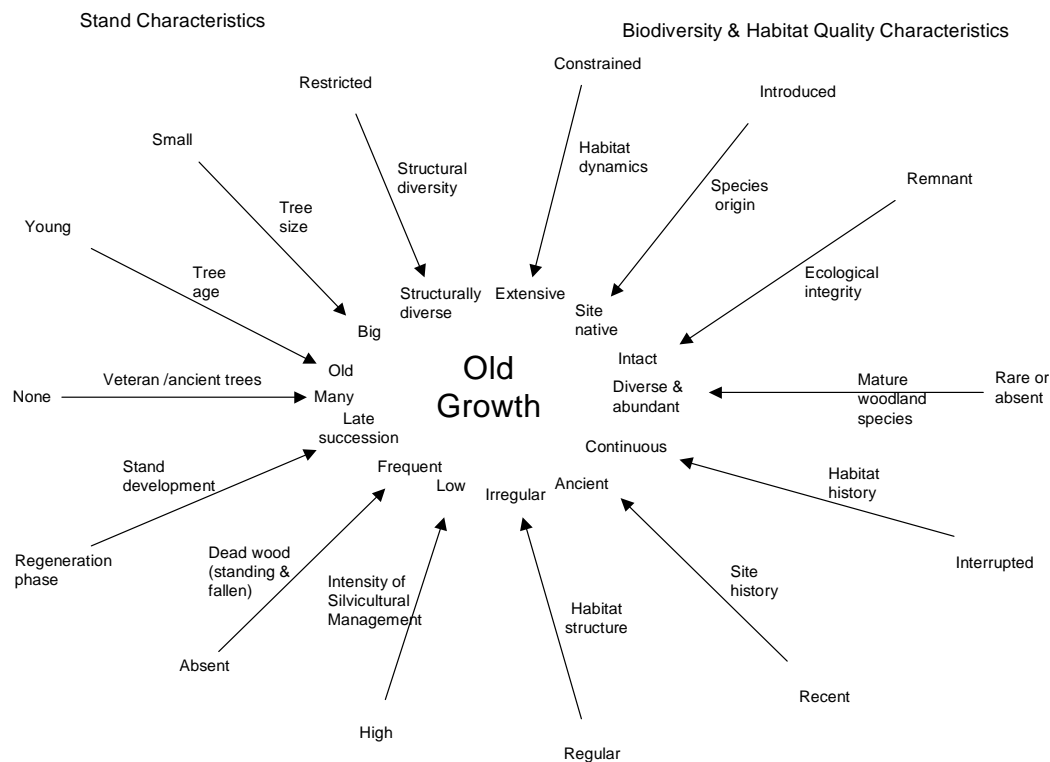 Stand Characteristics
Biodiversity & Habitat Quality Characteristics
Constrained
Restricted
Introduced
Small
Habitat
dynamics
Structural
diversity
Species
origin
Remnant
Tree
size
Young
Tree
age
Ecological
integrity
Structurally
diverse
Extensive
Site
native
Big
Old
Growth
Intact
Old
Veteran /ancient trees
None
Many
Diverse &
abundant
Mature
woodland
species
Rare or
absent
Late
succession
Continuous
Stand
development
Frequent
Low
Irregular
Ancient
Habitat
history
Regeneration
phase
Dead wood
(standing &
fallen)
Intensity of
Silvicultural
Management
Habitat
structure
Site
history
Interrupted
Absent
Recent
High
Regular